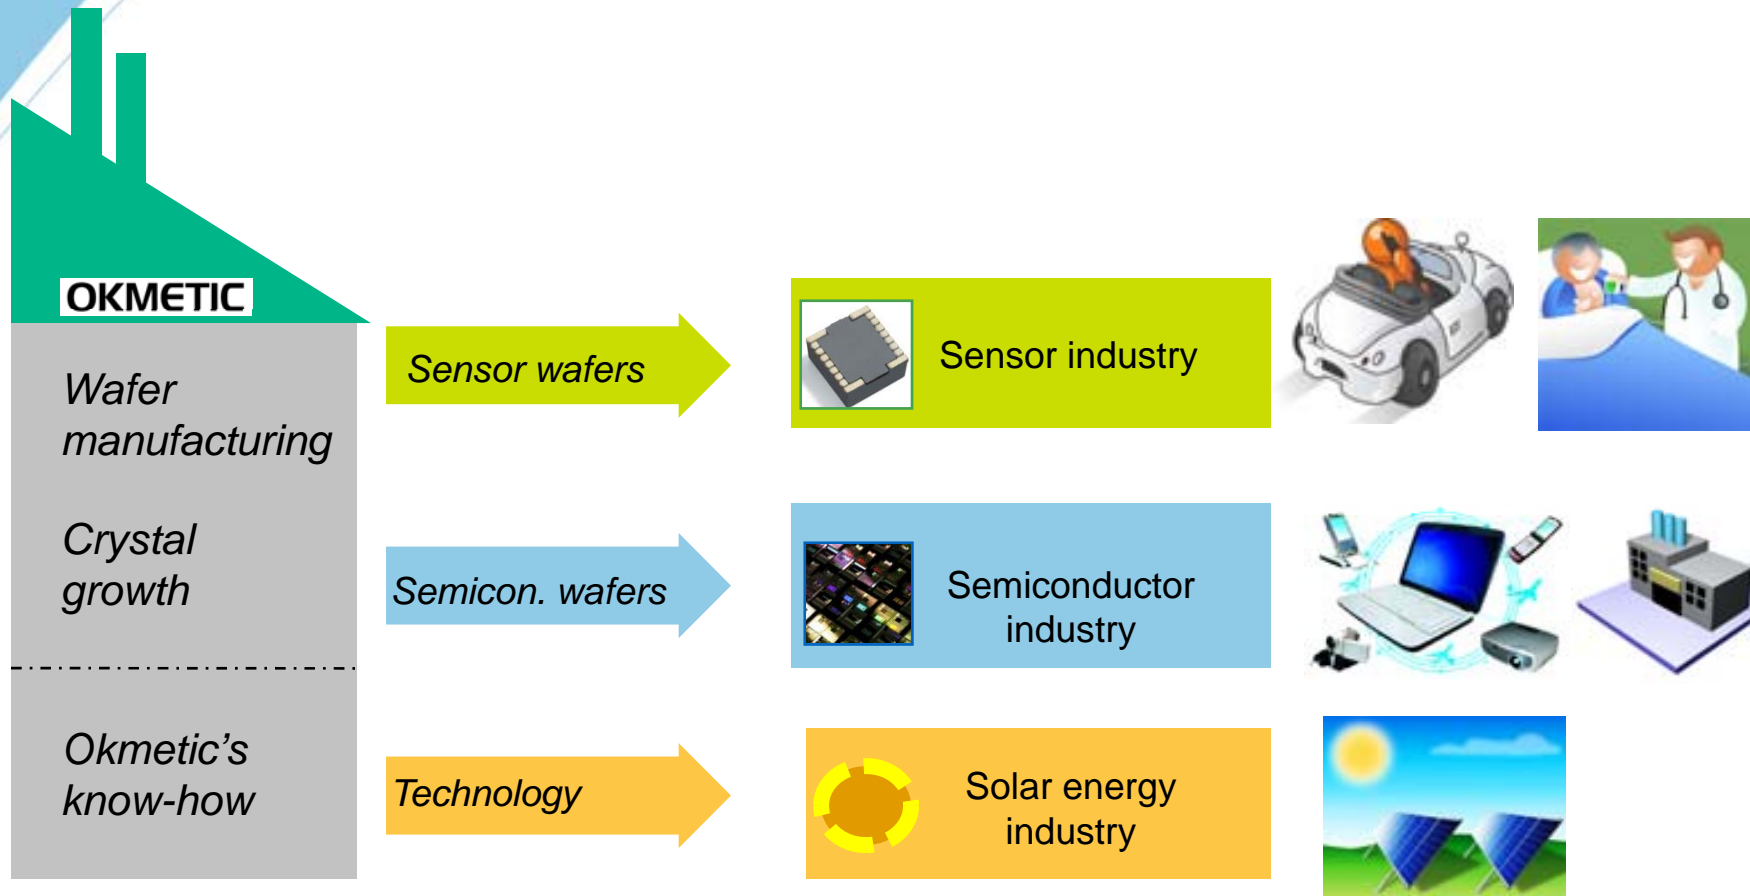 OKMETIC
Wafer
manufacturing
Crystal
growth
Okmetic’s
know-how
Sensor wafers
Sensor industry
Semicon. wafers
Semiconductor
industry
Technology
Solar energy
industry